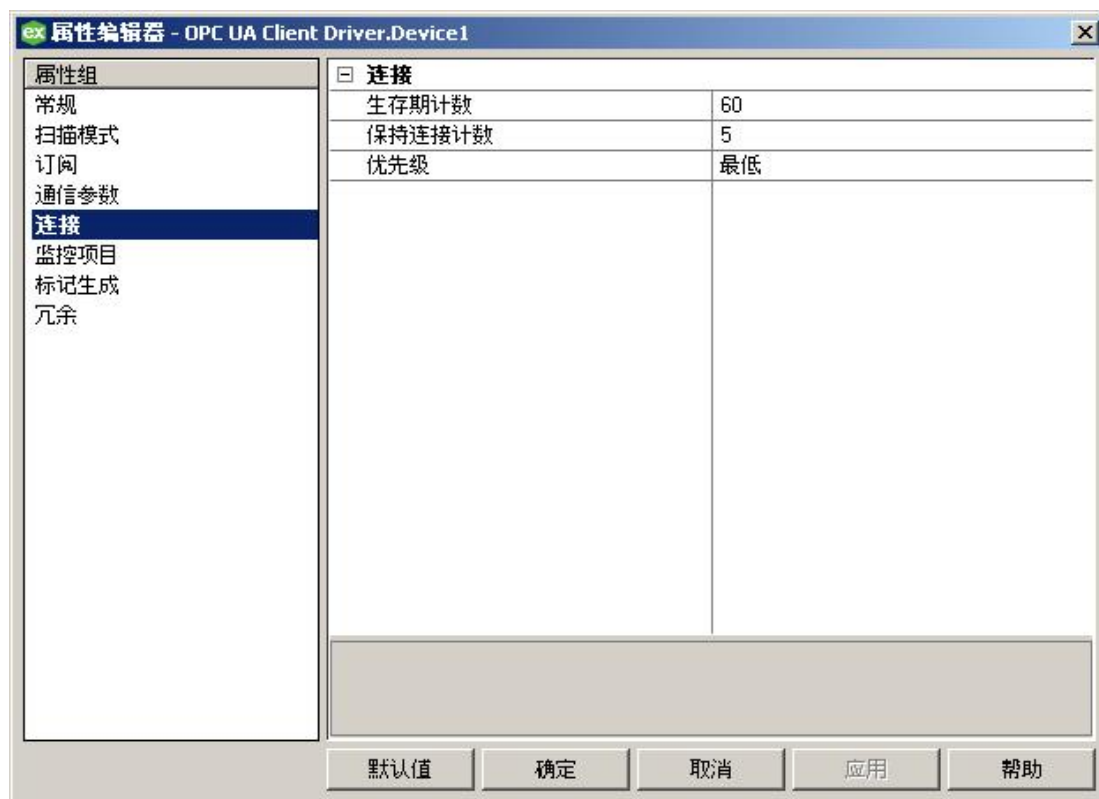 ex 属性编辑器 - OPC UA Client Driver.Device1
属性组
常规
扫描模式
订阅
通信参数
连接
监控项目
标记生成
冗余
连接
生存期计数 60
保持连接计数 5
优先级 最低
默认值 确定 取消 应用 帮助